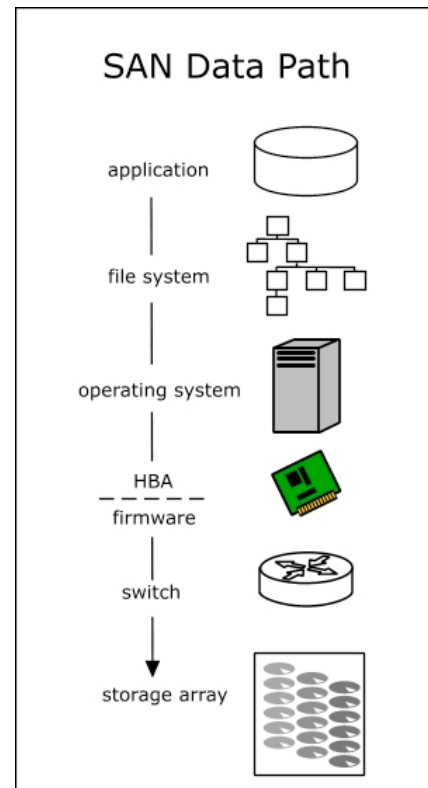 SAN Data Path
application
file system
operating system
HBA
firmware
switch
storage array